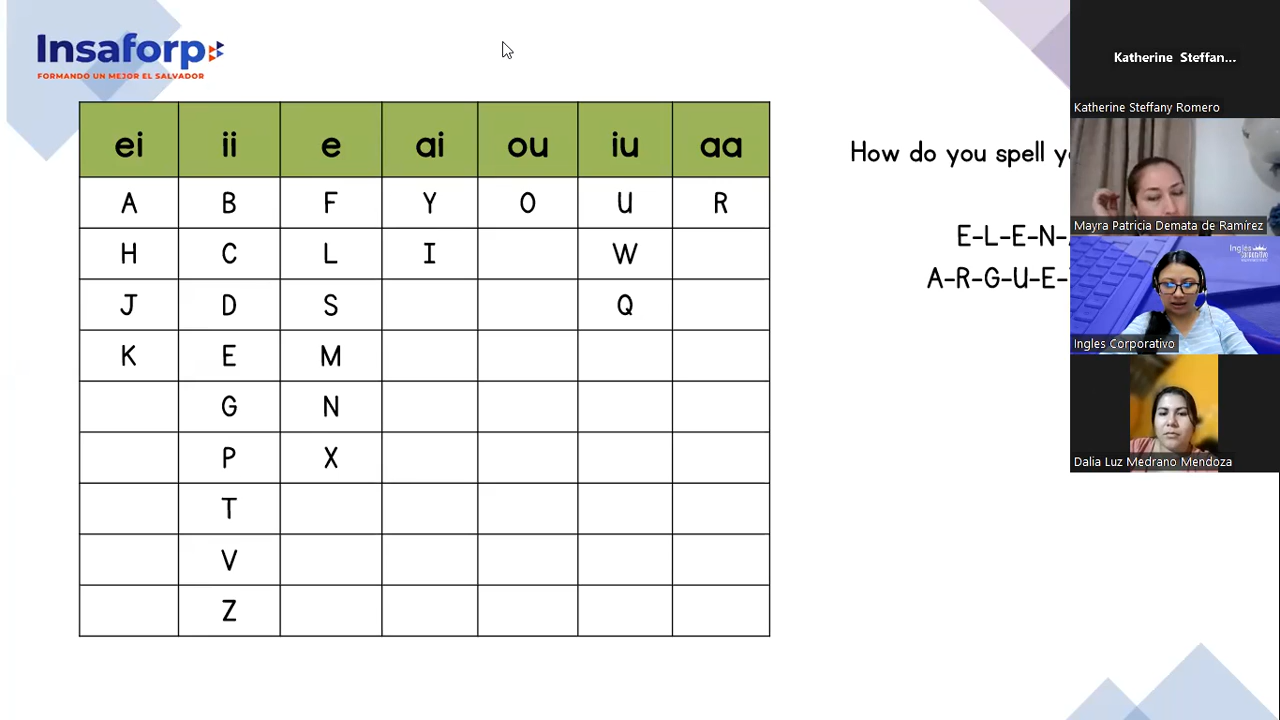 Insaforp
FORMANDO UN MEJOR EL SALVADOR
ei ii e ai ou iu aa
A B F Y O U R
H C L I W
J D S Q
K E M
G N
P X
T
V
Z
How do you spell
E-L-E-N-
A-R-G-U-E-
Katherine Steffan...
Katherine Steffany Romero
Mayra Patricia Demata de Ramírez
Inglés
Ingles Corporativo
Dalia Luz Medrano Mendoza